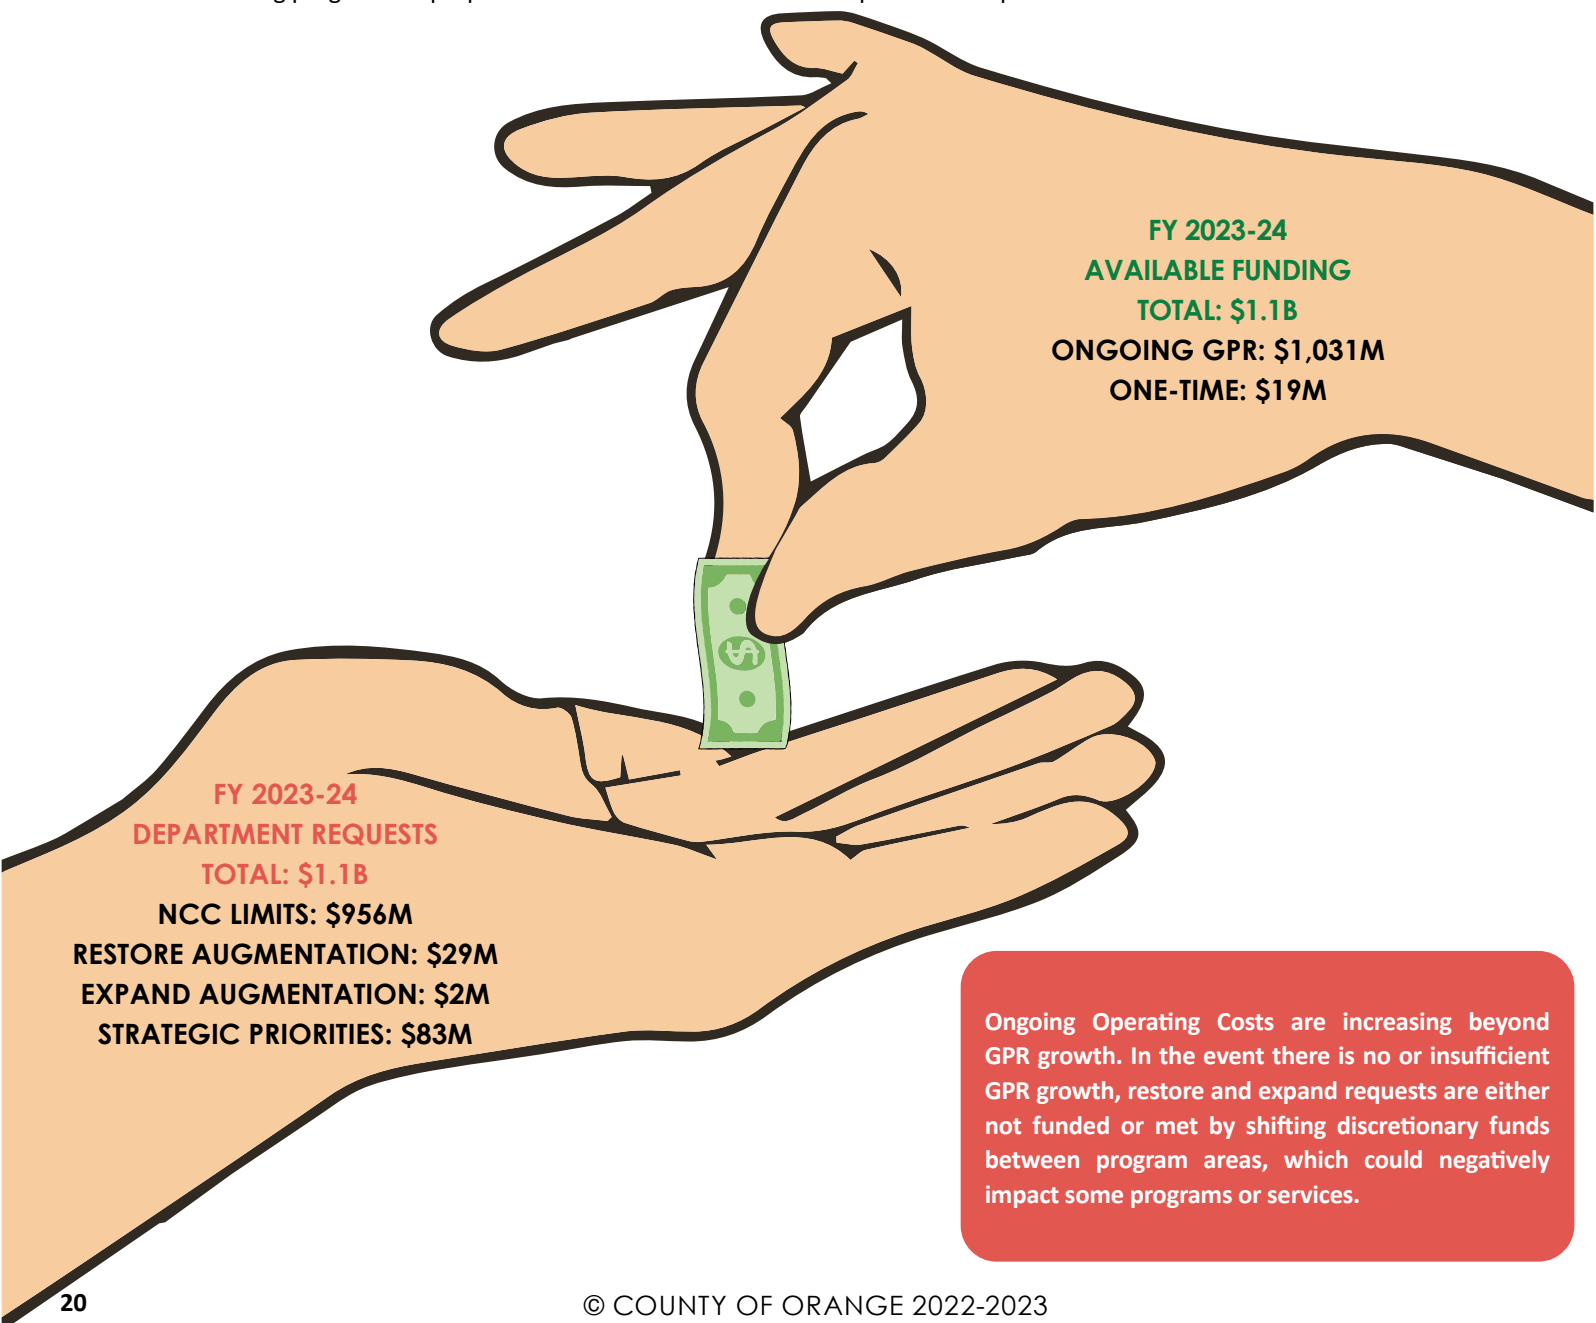 FY 2023-24
AVAILABLE FUNDING
TOTAL: $1.1B
ONGOING GPR: $1,031M
ONE-TIME: $19M
FY 2023-24
DEPARTMENT REQUESTS
TOTAL: $1.1B
NCC LIMITS: $956M
RESTORE AUGMENTATION: $29M
EXPAND AUGMENTATION: $2M
STRATEGIC PRIORITIES: $83M
Ongoing Operating Costs are increasing beyond
GPR growth. In the event there is no or insufficient
GPR growth, restore and expand requests are either
not funded or met by shifting discretionary funds
between program areas, which could negatively
impact some programs or services.
20
© COUNTY OF ORANGE 2022-2023